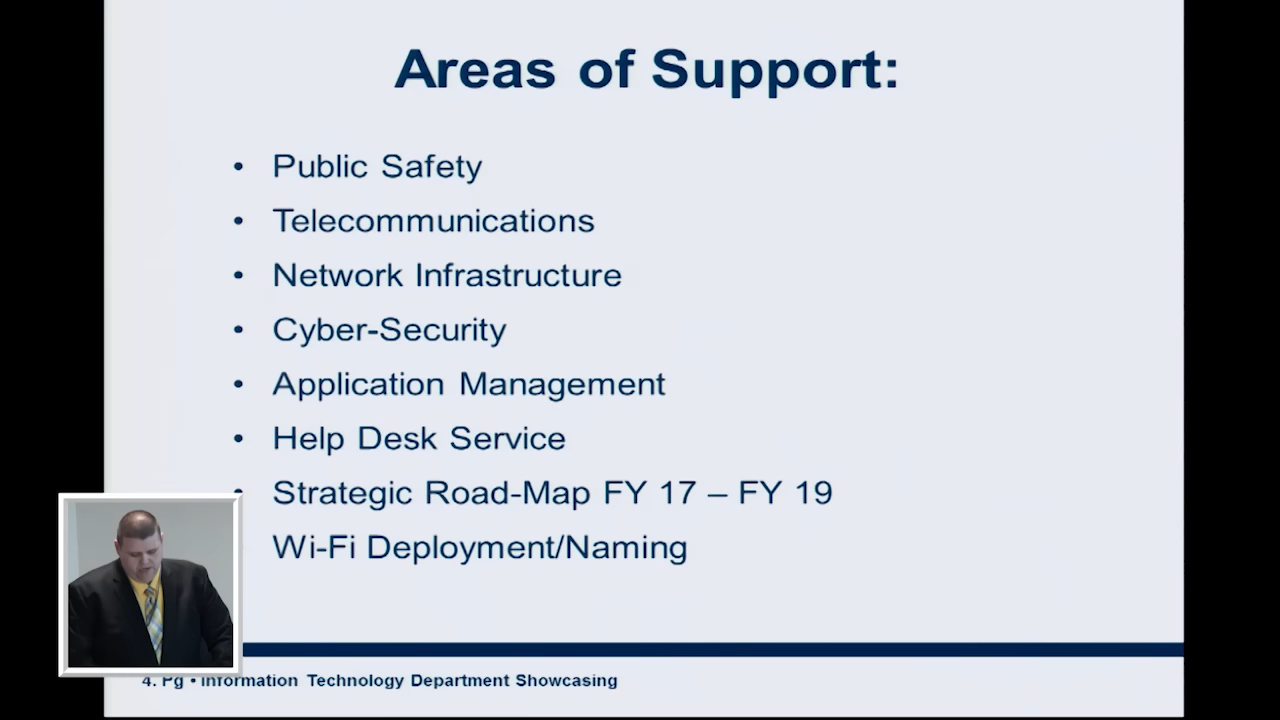 Areas of Support:
• Public Safety
• Telecommunications
• Network Infrastructure
• Cyber-Security
• Application Management
• Help Desk Service
• Strategic Road-Map FY 17 – FY 19
Wi-Fi Deployment/Naming
4. Pg • Information Technology Department Showcasing